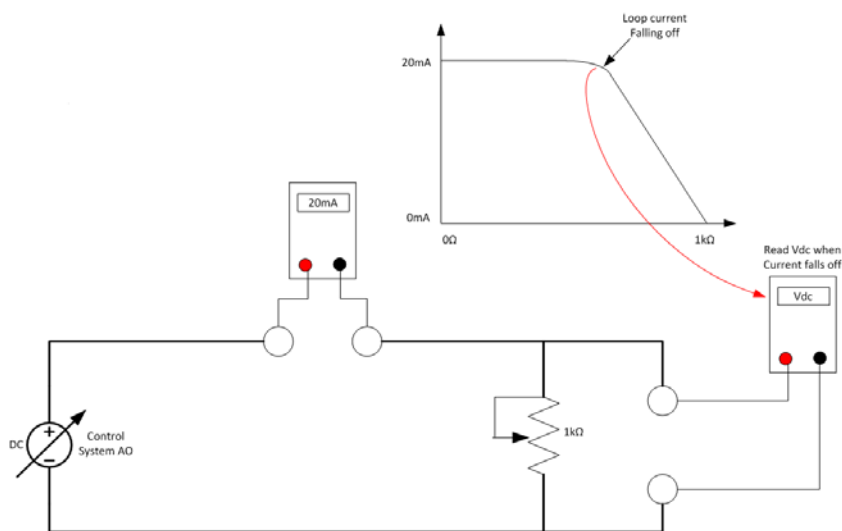 Loop current
Falling off
20mA
0mA
0Ω
1kΩ
20mA
Read Vdc when
Current falls off
Vdc
1kΩ
DC
+
−
Control
System AO